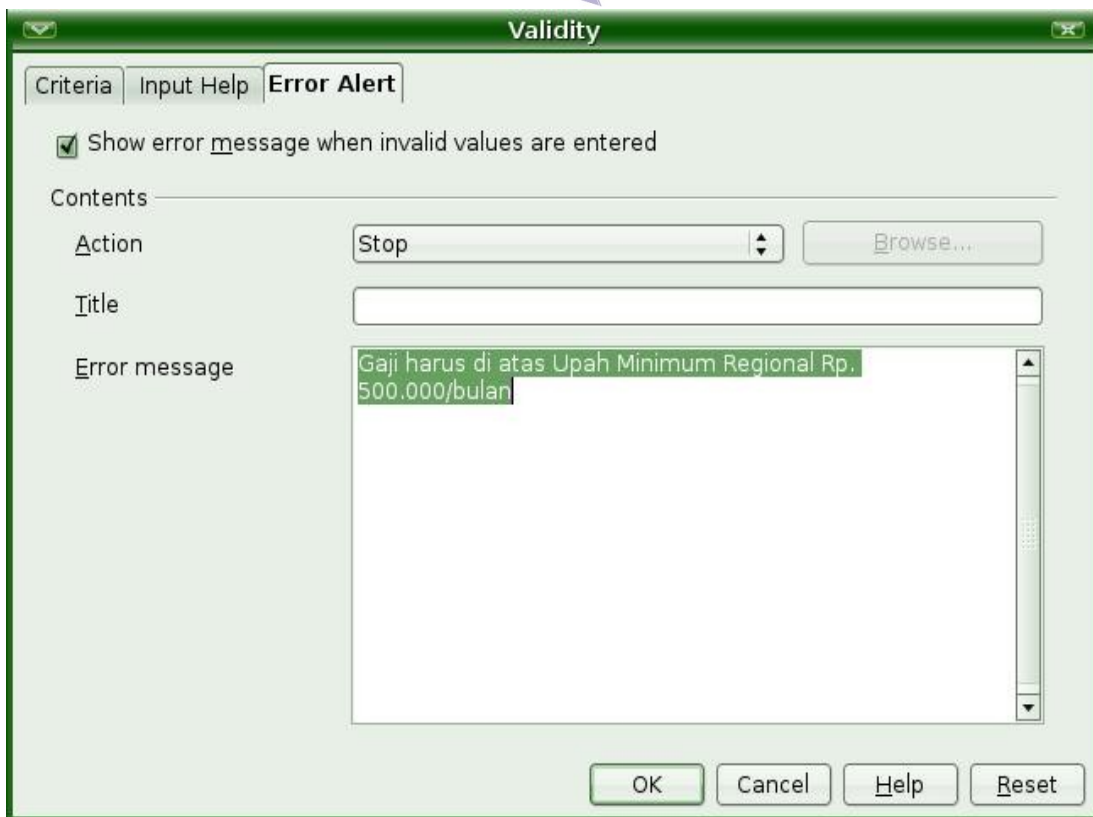 Validity
Criteria
Input Help
Error Alert
Show error message when invalid values are entered
Contents
Action
Stop
Browse...
Title
Error message
Gaji harus di atas Upah Minimum Regional Rp.
500.000/bulan
OK
Cancel
Help
Reset